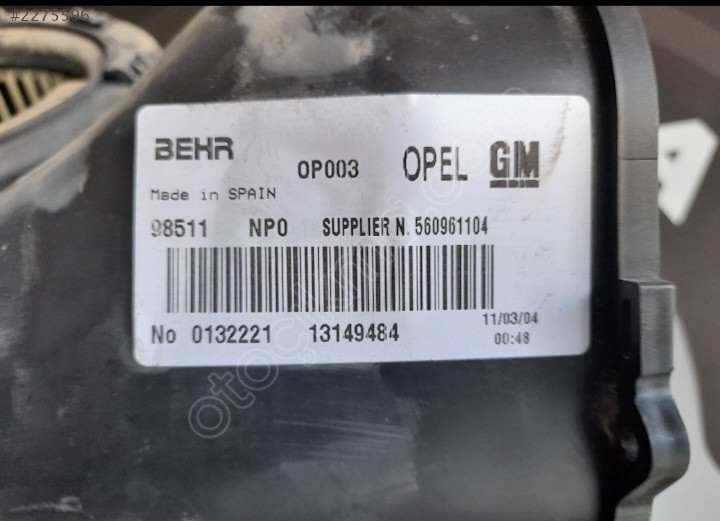 #2275596
BEHR OP003 OPEL GM
Made in SPAIN
98511 NPO SUPPLIER N. 560961104
No 0132221 13149484 11/03/04
00:48
otoçıkma